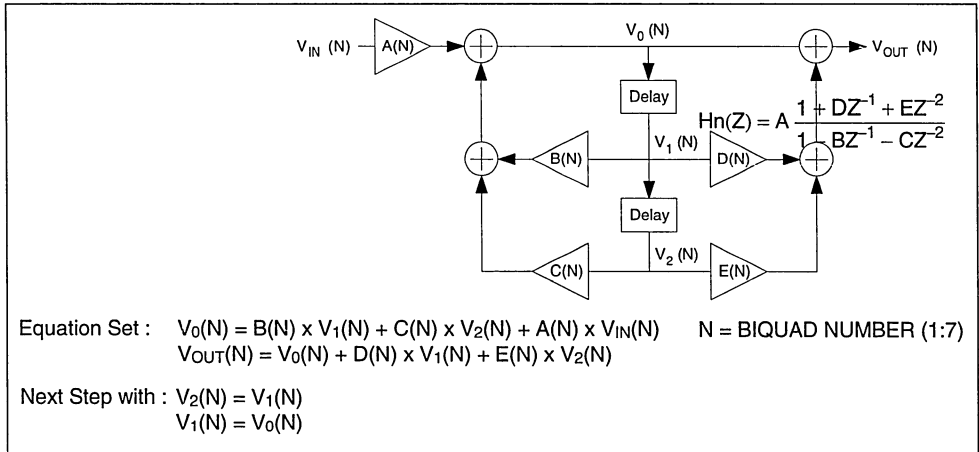 V_IN (N) A(N) V_0 (N) V_OUT (N)
Delay
Hn(Z) = A (1 + DZ^-1 + EZ^-2) / (1 - BZ^-1 - CZ^-2)
B(N) V_1 (N) D(N)
Delay
C(N) V_2 (N) E(N)
Equation Set : V_0(N) = B(N) x V_1(N) + C(N) x V_2(N) + A(N) x V_IN(N) N = BIQUAD NUMBER (1:7)
V_OUT(N) = V_0(N) + D(N) x V_1(N) + E(N) x V_2(N)
Next Step with : V_2(N) = V_1(N)
V_1(N) = V_0(N)